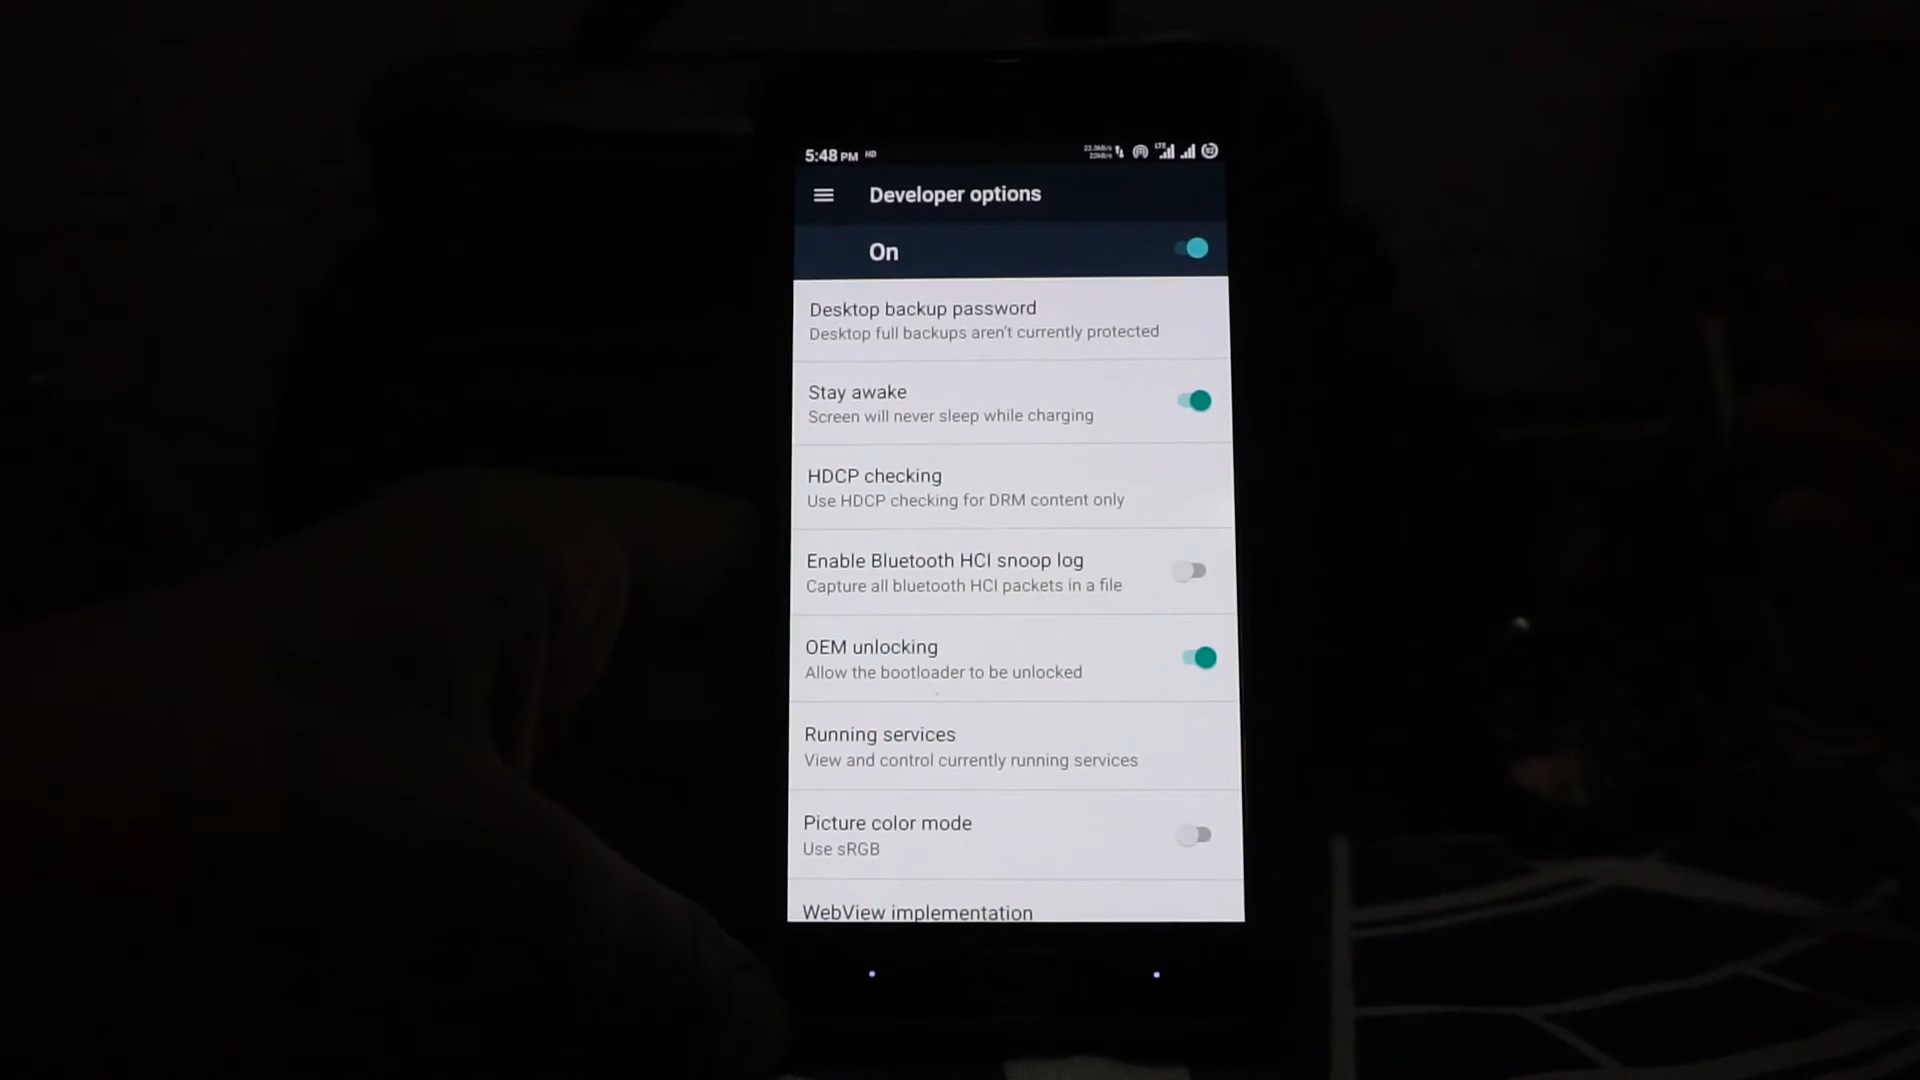 5:48 PM HD
LTE
92
Developer options
On
Desktop backup password
Desktop full backups aren't currently protected
Stay awake
Screen will never sleep while charging
HDCP checking
Use HDCP checking for DRM content only
Enable Bluetooth HCI snoop log
Capture all bluetooth HCI packets in a file
OEM unlocking
Allow the bootloader to be unlocked
Running services
View and control currently running services
Picture color mode
Use sRGB
WebView implementation